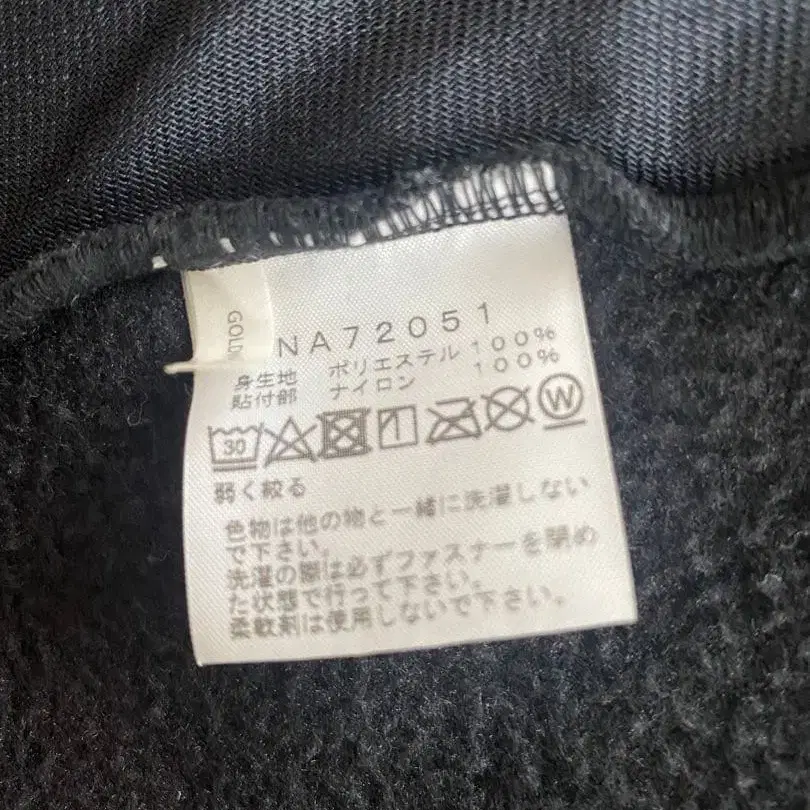 GOLD
NA72051
身生地 ポリエステル 100%
貼付部 ナイロン 100%
30 W
弱く絞る
色物は他の物と一緒に洗濯しない
で下さい。
洗濯の際は必ずファスナーを閉め
た状態で行って下さい。
柔軟剤は使用しないで下さい。